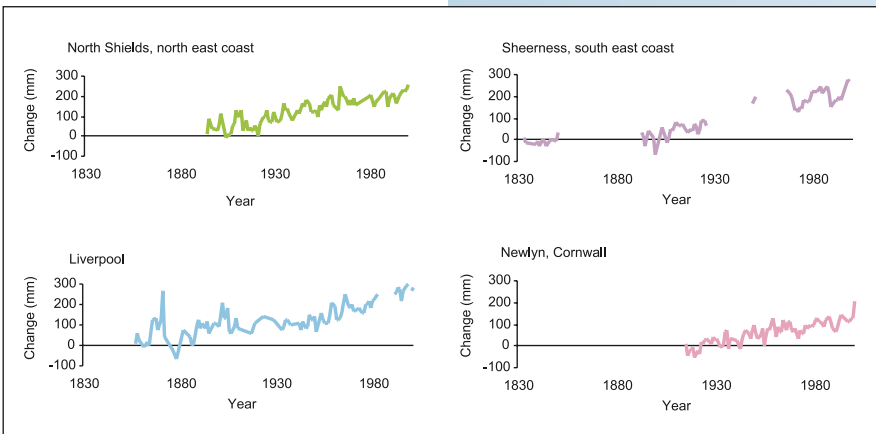 North Shields, north east coast
300
200
100
0
-100
Change (mm)
1830 1880 1930 1980
Year
Sheerness, south east coast
300
200
100
0
-100
Change (mm)
1830 1880 1930 1980
Year
Liverpool
300
200
100
0
-100
Change (mm)
1830 1880 1930 1980
Year
Newlyn, Cornwall
300
200
100
0
-100
Change (mm)
1830 1880 1930 1980
Year